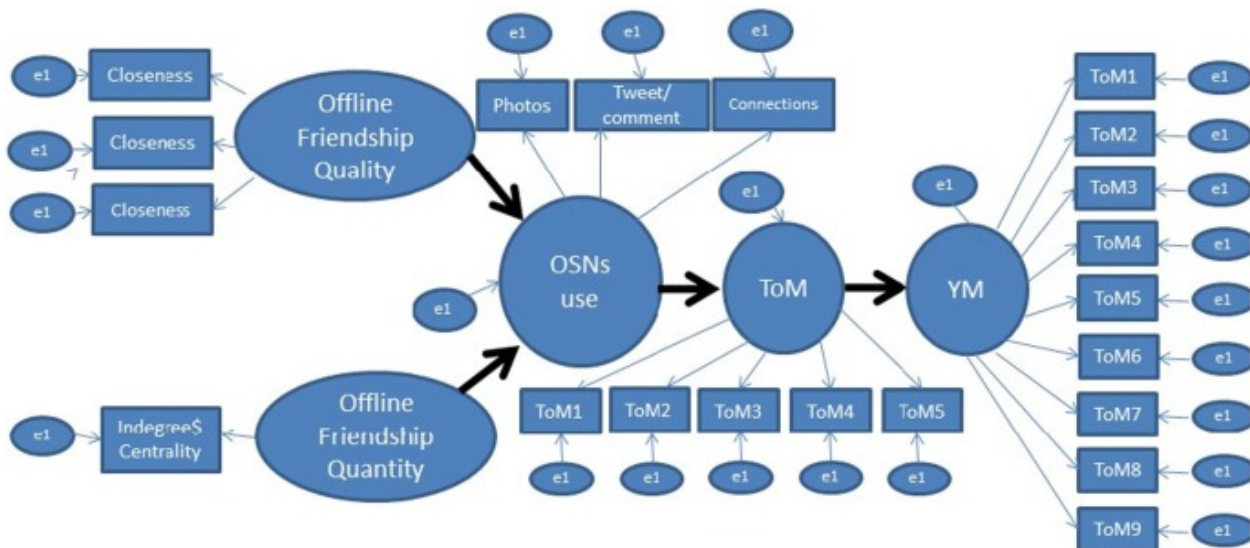 e1
e1
e1
ToM1
e1
e1
Closeness
Offline
Friendship
Quality
Photos
Tweet/
comment
Connections
ToM2
e1
e1
Closeness
ToM3
e1
e1
Closeness
e1
e1
ToM4
e1
OSNs
use
ToM
YM
e1
ToM5
e1
ToM6
e1
Offline
Friendship
Quantity
ToM1
ToM2
ToM3
ToM4
ToM5
ToM7
e1
e1
Indegree$
Centrality
e1
e1
e1
e1
e1
ToM8
e1
ToM9
e1